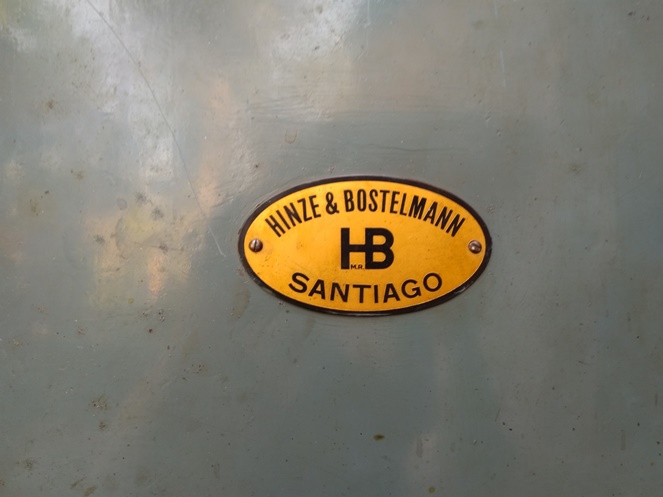 HINZE & BOSTELMANN
HB
M.R.
SANTIAGO